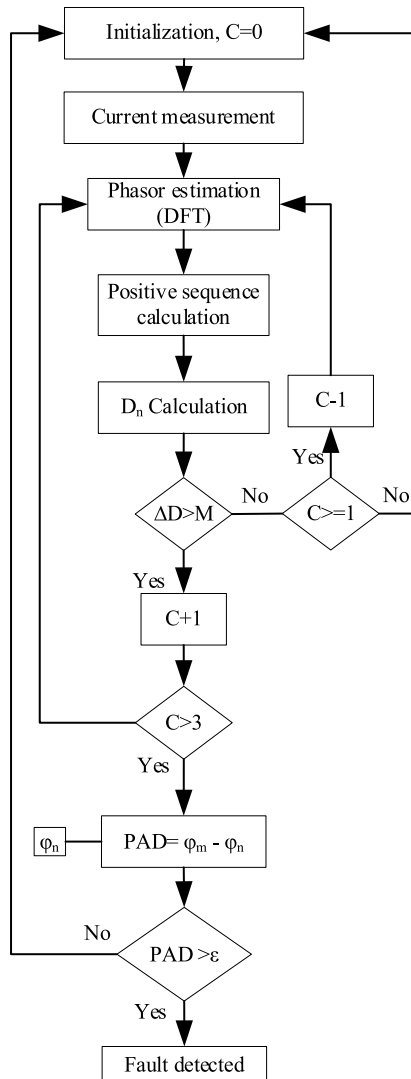 Initialization, C=0
Current measurement
Phasor estimation
(DFT)
Positive sequence
calculation
Dₙ Calculation
C-1
Yes
ΔD>M
No
C>=1
No
Yes
C+1
C>3
Yes
φₙ
PAD= φₘ - φₙ
No
PAD >ε
Yes
Fault detected